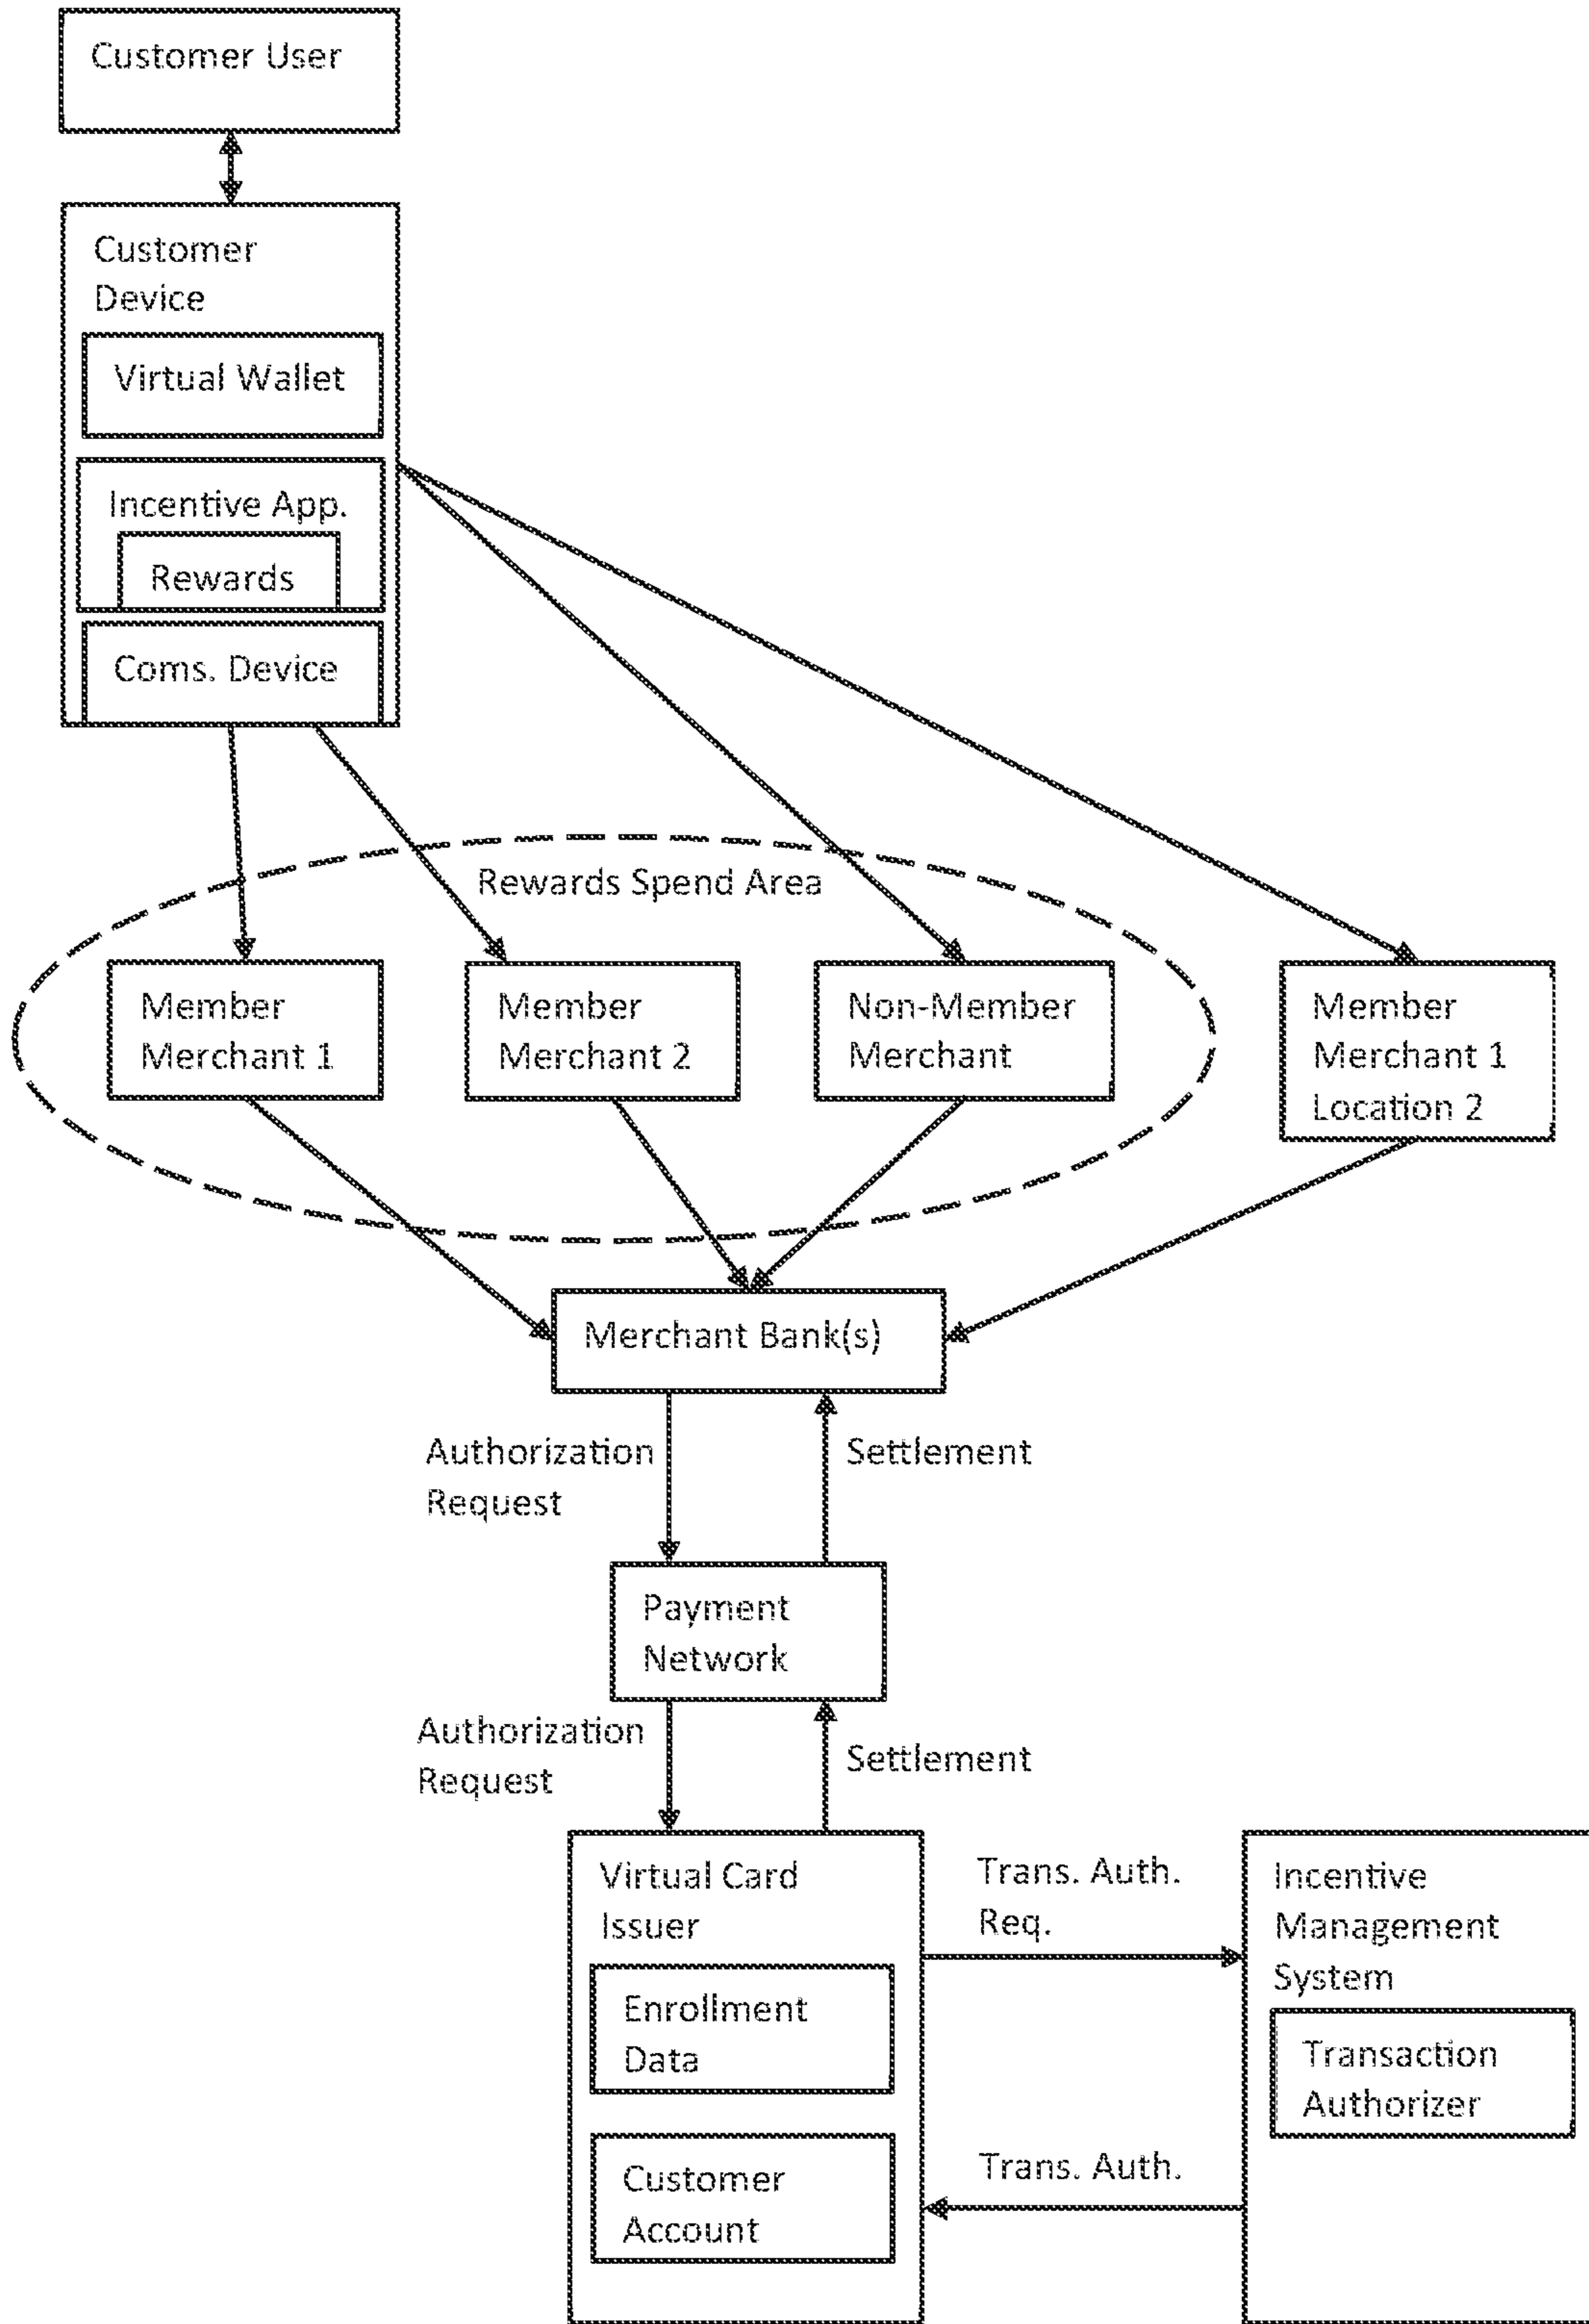 Customer User
Customer
Device
Virtual Wallet
Incentive App.
Rewards
Coms. Device
Rewards Spend Area
Member
Merchant 1
Member
Merchant 2
Non-Member
Merchant
Member
Merchant 1
Location 2
Merchant Bank(s)
Authorization
Request
Settlement
Payment
Network
Authorization
Request
Settlement
Virtual Card
Issuer
Enrollment
Data
Customer
Account
Trans. Auth.
Req.
Trans. Auth.
Incentive
Management
System
Transaction
Authorizer